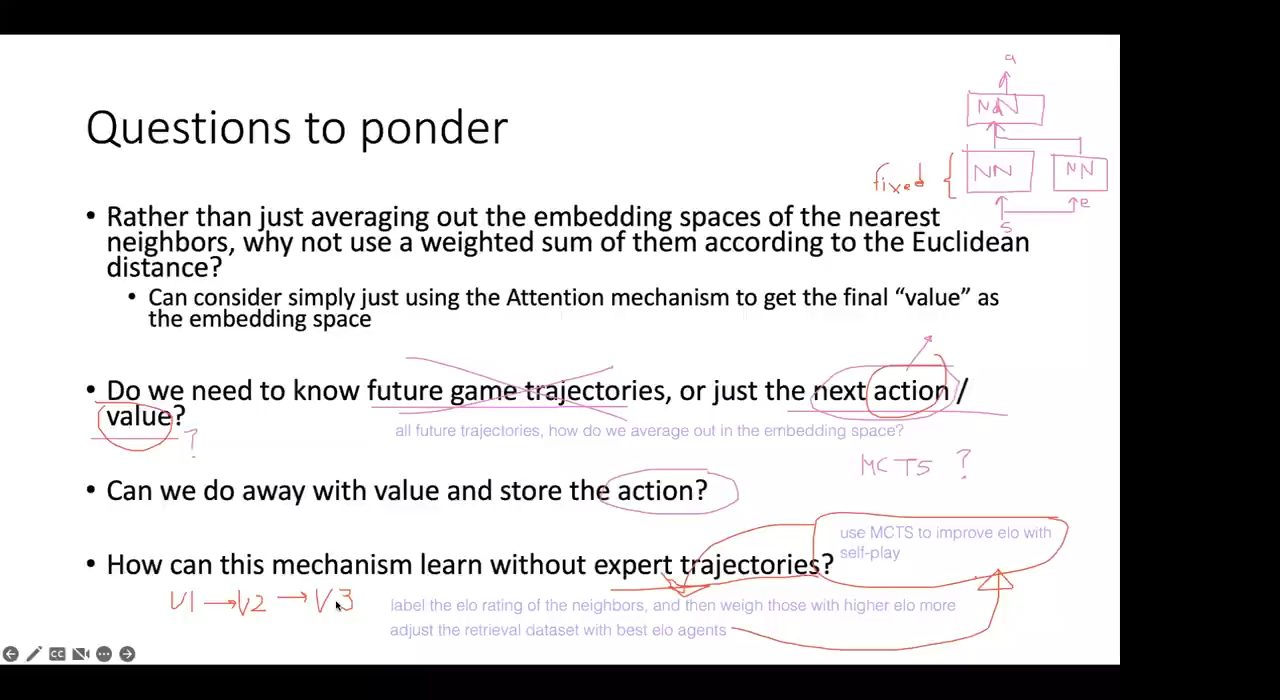 a
NN
Questions to ponder
fixed { NN NN
s e
• Rather than just averaging out the embedding spaces of the nearest
neighbors, why not use a weighted sum of them according to the Euclidean
distance?
• Can consider simply just using the Attention mechanism to get the final “value” as
the embedding space
• Do we need to know future game trajectories, or just the next action /
value?
?
all future trajectories, how do we average out in the embedding space?
MCTS ?
• Can we do away with value and store the action?
use MCTS to improve elo with
self-play
• How can this mechanism learn without expert trajectories?
V1 → V2 → V3
label the elo rating of the neighbors, and then weigh those with higher elo more
adjust the retrieval dataset with best elo agents
CC